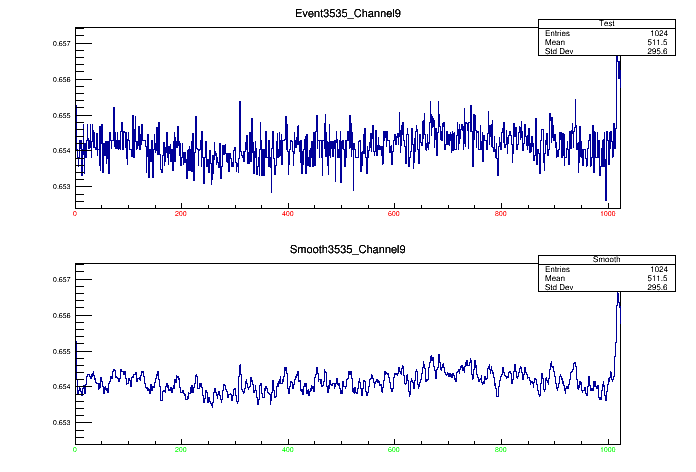 Event3535_Channel9
Test
Entries 1024
Mean 511.5
Std Dev 295.6
0.657
0.656
0.655
0.654
0.653
0 200 400 600 800 1000
Smooth3535_Channel9
Smooth
Entries 1024
Mean 511.5
Std Dev 295.6
0.657
0.656
0.655
0.654
0.653
0 200 400 600 800 1000